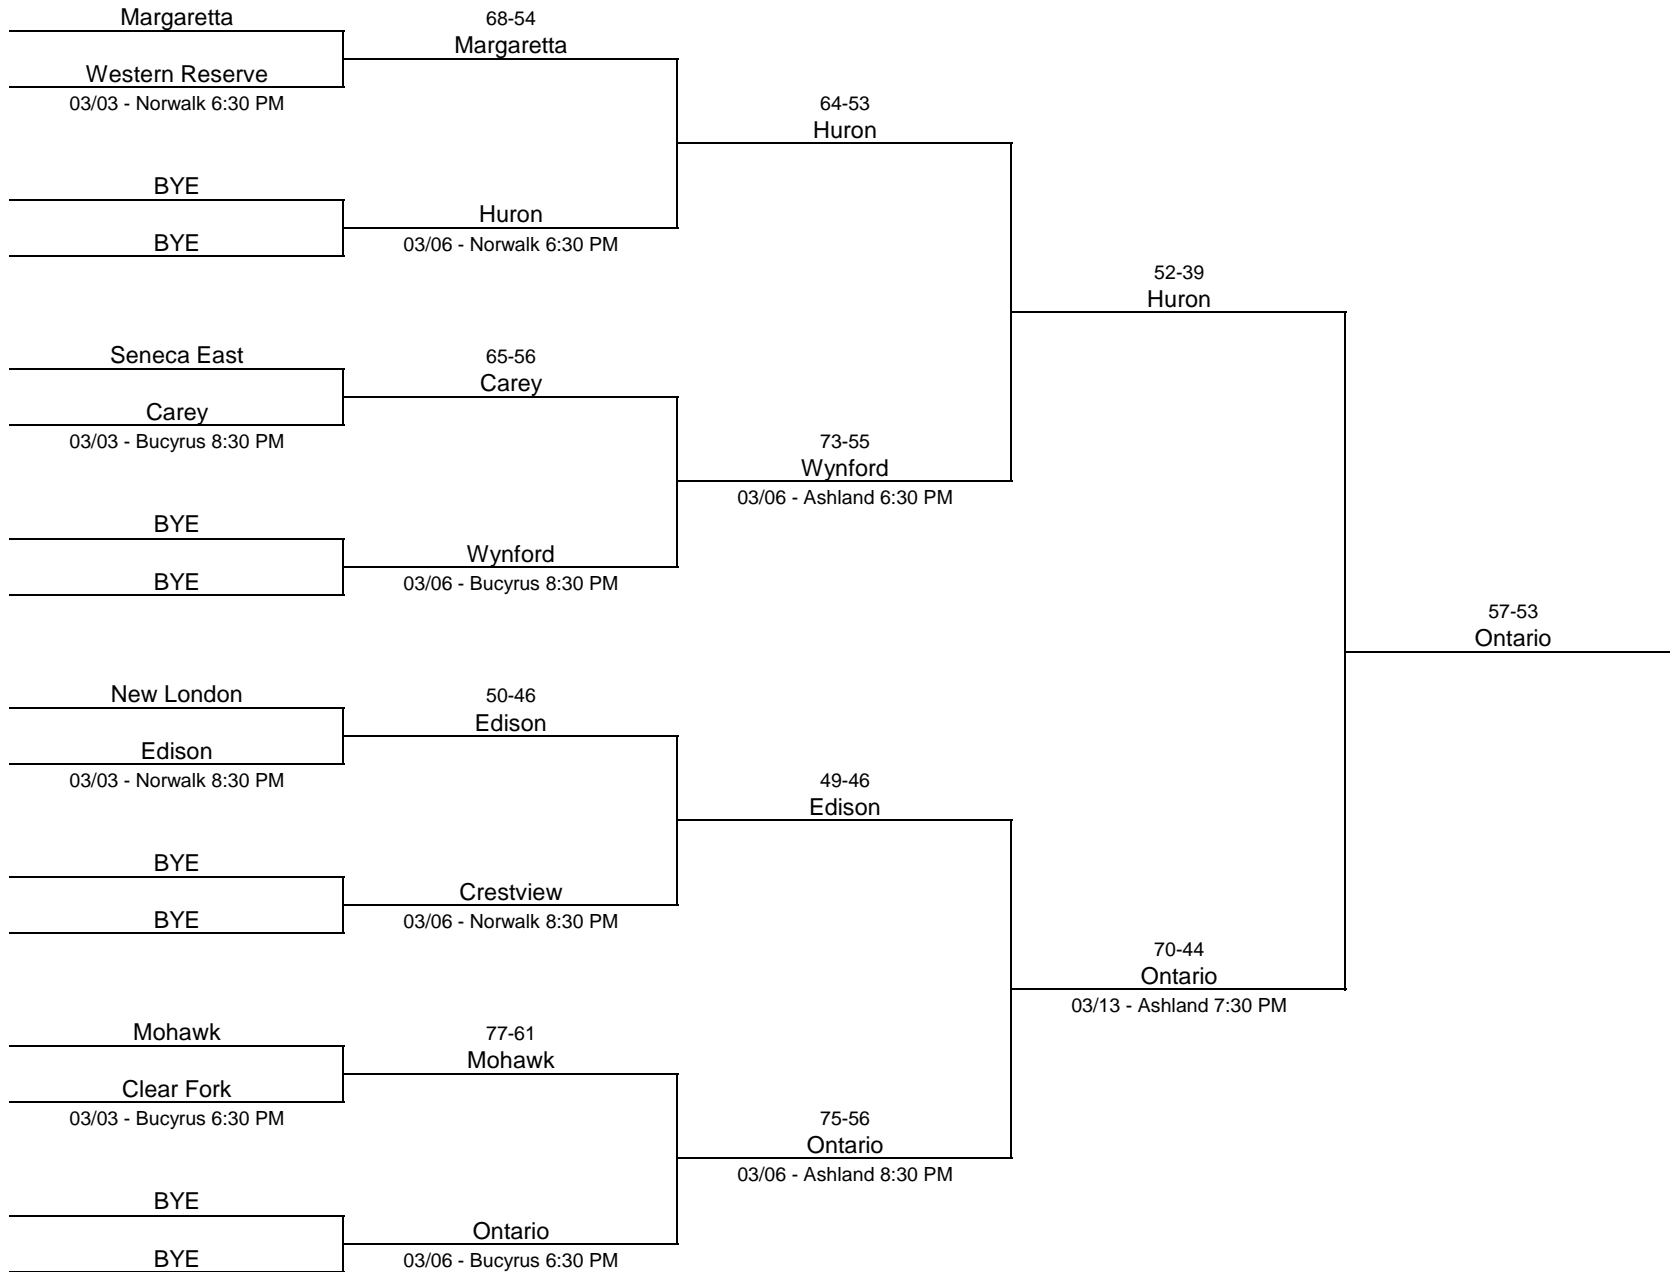 Margaretta
Western Reserve
03/03 - Norwalk 6:30 PM
BYE
BYE
Seneca East
Carey
03/03 - Bucyrus 8:30 PM
BYE
BYE
New London
Edison
03/03 - Norwalk 8:30 PM
BYE
BYE
Mohawk
Clear Fork
03/03 - Bucyrus 6:30 PM
BYE
BYE
68-54
Margaretta
Huron
03/06 - Norwalk 6:30 PM
65-56
Carey
Wynford
03/06 - Bucyrus 8:30 PM
50-46
Edison
Crestview
03/06 - Norwalk 8:30 PM
77-61
Mohawk
Ontario
03/06 - Bucyrus 6:30 PM
64-53
Huron
73-55
Wynford
03/06 - Ashland 6:30 PM
49-46
Edison
75-56
Ontario
03/06 - Ashland 8:30 PM
52-39
Huron
70-44
Ontario
03/13 - Ashland 7:30 PM
57-53
Ontario